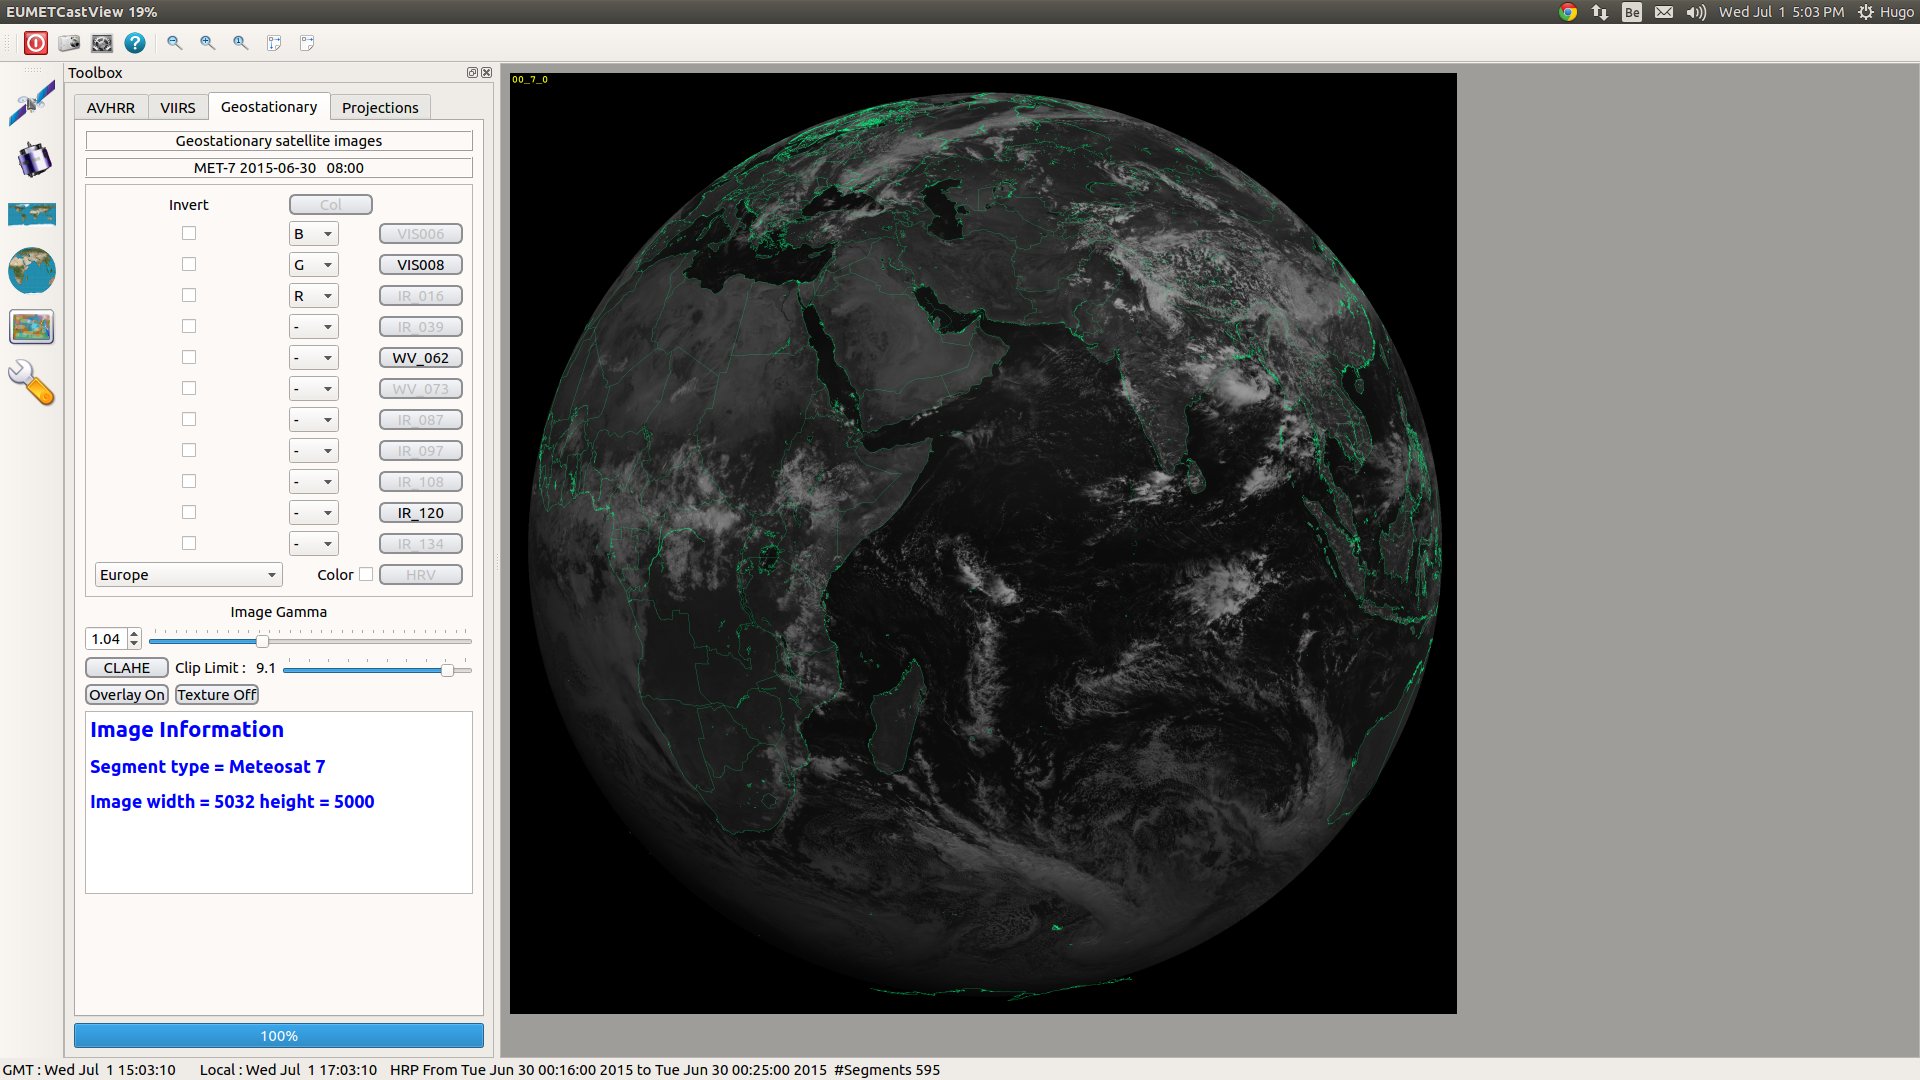 EUMETCastView 19%
Be
Wed Jul 1 5:03 PM
Hugo
Toolbox
AVHRR VIIRS Geostationary Projections
Geostationary satellite images
MET-7 2015-06-30 08:00
Invert Col
B VIS006
G VIS008
R IR_016
- IR_039
- WV_062
- WV_073
- IR_087
- IR_097
- IR_108
- IR_120
- IR_134
Europe Color HRV
Image Gamma
1.04
CLAHE Clip Limit : 9.1
Overlay On Texture Off
Image Information
Segment type = Meteosat 7
Image width = 5032 height = 5000
100%
00_7_0
GMT : Wed Jul 1 15:03:10 Local : Wed Jul 1 17:03:10 HRP From Tue Jun 30 00:16:00 2015 to Tue Jun 30 00:25:00 2015 #Segments 595